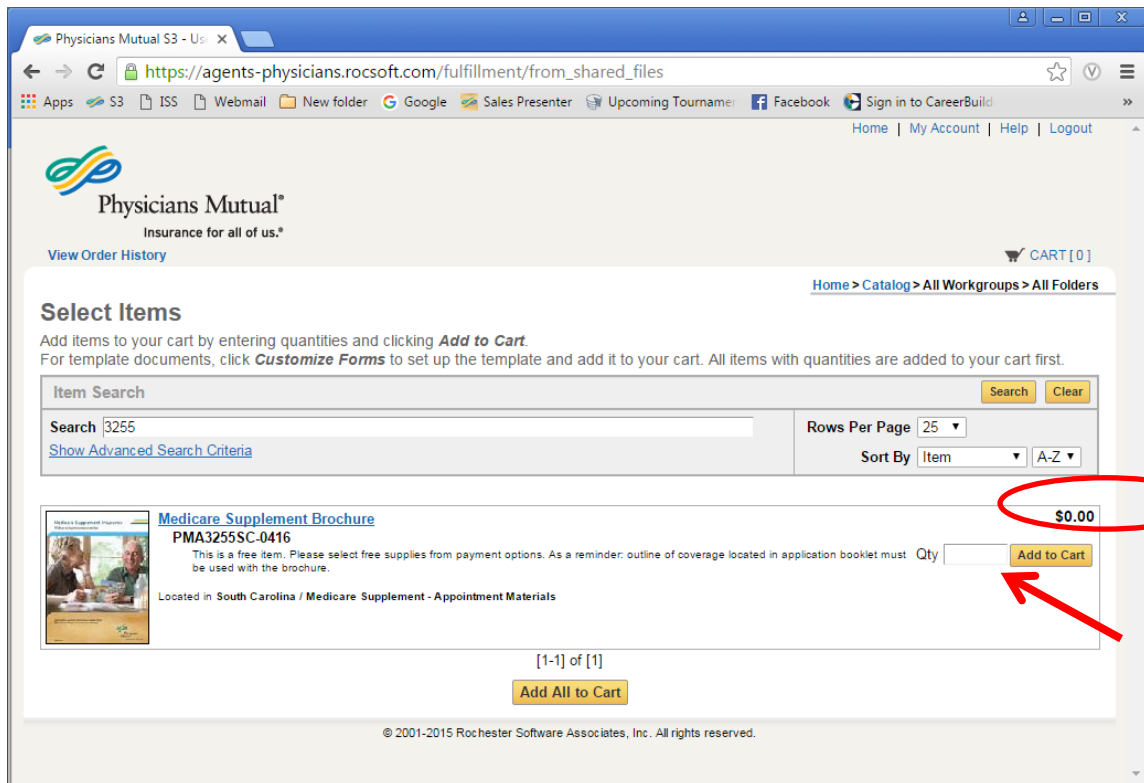 Physicians Mutual S3 - Us
https://agents-physicians.rocsoft.com/fulfillment/from_shared_files
Apps S3 ISS Webmail New folder Google Sales Presenter Upcoming Tourname Facebook Sign in to CareerBuild »
Home | My Account | Help | Logout
Physicians Mutual®
Insurance for all of us.®
View Order History
CART [ 0 ]
Home > Catalog > All Workgroups > All Folders
Select Items
Add items to your cart by entering quantities and clicking Add to Cart.
For template documents, click Customize Forms to set up the template and add it to your cart. All items with quantities are added to your cart first.
Item Search Search Clear
Search 3255 Rows Per Page 25
Show Advanced Search Criteria Sort By Item A-Z
Medicare Supplement Brochure $0.00
PMA3255SC-0416
This is a free item. Please select free supplies from payment options. As a reminder: outline of coverage located in application booklet must Qty Add to Cart
be used with the brochure.
Located in South Carolina / Medicare Supplement - Appointment Materials
[1-1] of [1]
Add All to Cart
© 2001-2015 Rochester Software Associates, Inc. All rights reserved.